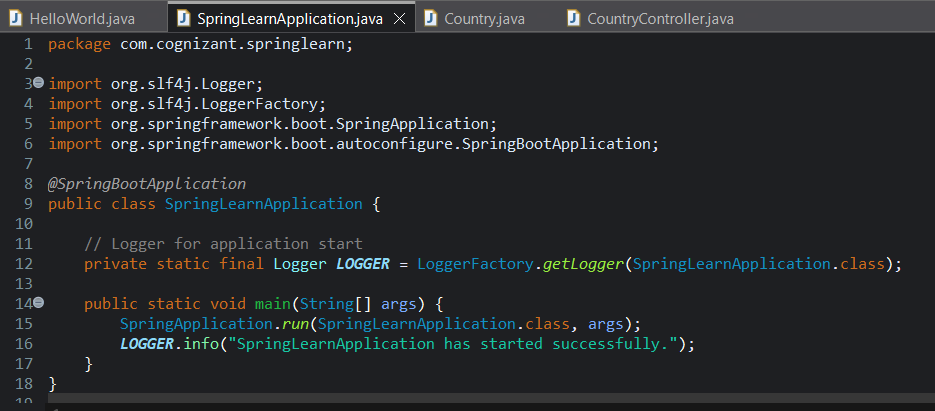 HelloWorld.java SpringLearnApplication.java Country.java CountryController.java
1 package com.cognizant.springlearn;
2
3 import org.slf4j.Logger;
4 import org.slf4j.LoggerFactory;
5 import org.springframework.boot.SpringApplication;
6 import org.springframework.boot.autoconfigure.SpringBootApplication;
7
8 @SpringBootApplication
9 public class SpringLearnApplication {
10
11     // Logger for application start
12     private static final Logger LOGGER = LoggerFactory.getLogger(SpringLearnApplication.class);
13
14     public static void main(String[] args) {
15         SpringApplication.run(SpringLearnApplication.class, args);
16         LOGGER.info("SpringLearnApplication has started successfully.");
17     }
18 }
19